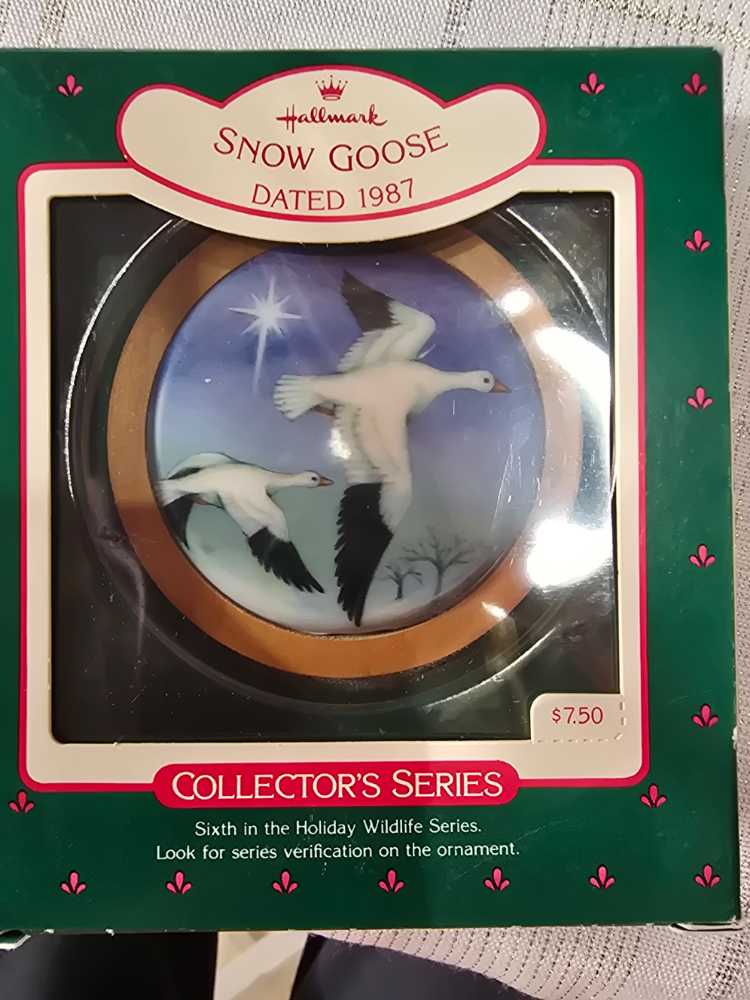 Hallmark
SNOW GOOSE
DATED 1987
$7.50
COLLECTOR'S SERIES
Sixth in the Holiday Wildlife Series.
Look for series verification on the ornament.